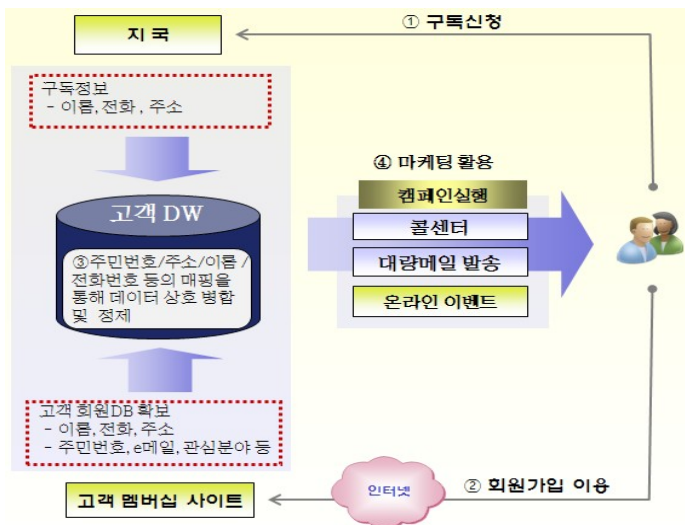 ① 구독신청
지 국
구독정보
- 이름, 전화 , 주소
④ 마케팅 활용
캠페인실행
고객 DW
콜센터
③주민번호/주소/이름 /
전화번호 등의 매핑을
통해 데이터 상호 병합
및 정제
대량메일 발송
온라인 이벤트
고객 회원DB 확보
- 이름, 전화, 주소
- 주민번호, e메일, 관심분야 등
인터넷
② 회원가입 이용
고객 멤버십 사이트